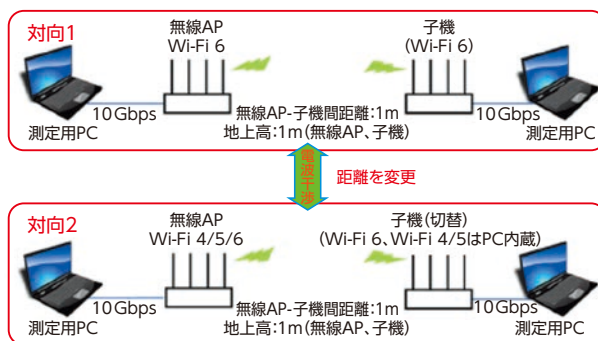 対向1
無線AP
Wi-Fi 6
子機
(Wi-Fi 6)
10Gbps
測定用PC
無線AP-子機間距離:1m
地上高:1m(無線AP、子機)
10Gbps
測定用PC
電波干渉
距離を変更
対向2
無線AP
Wi-Fi 4/5/6
子機(切替)
(Wi-Fi 6、Wi-Fi 4/5はPC内蔵)
10Gbps
測定用PC
無線AP-子機間距離:1m
地上高:1m(無線AP、子機)
10Gbps
測定用PC